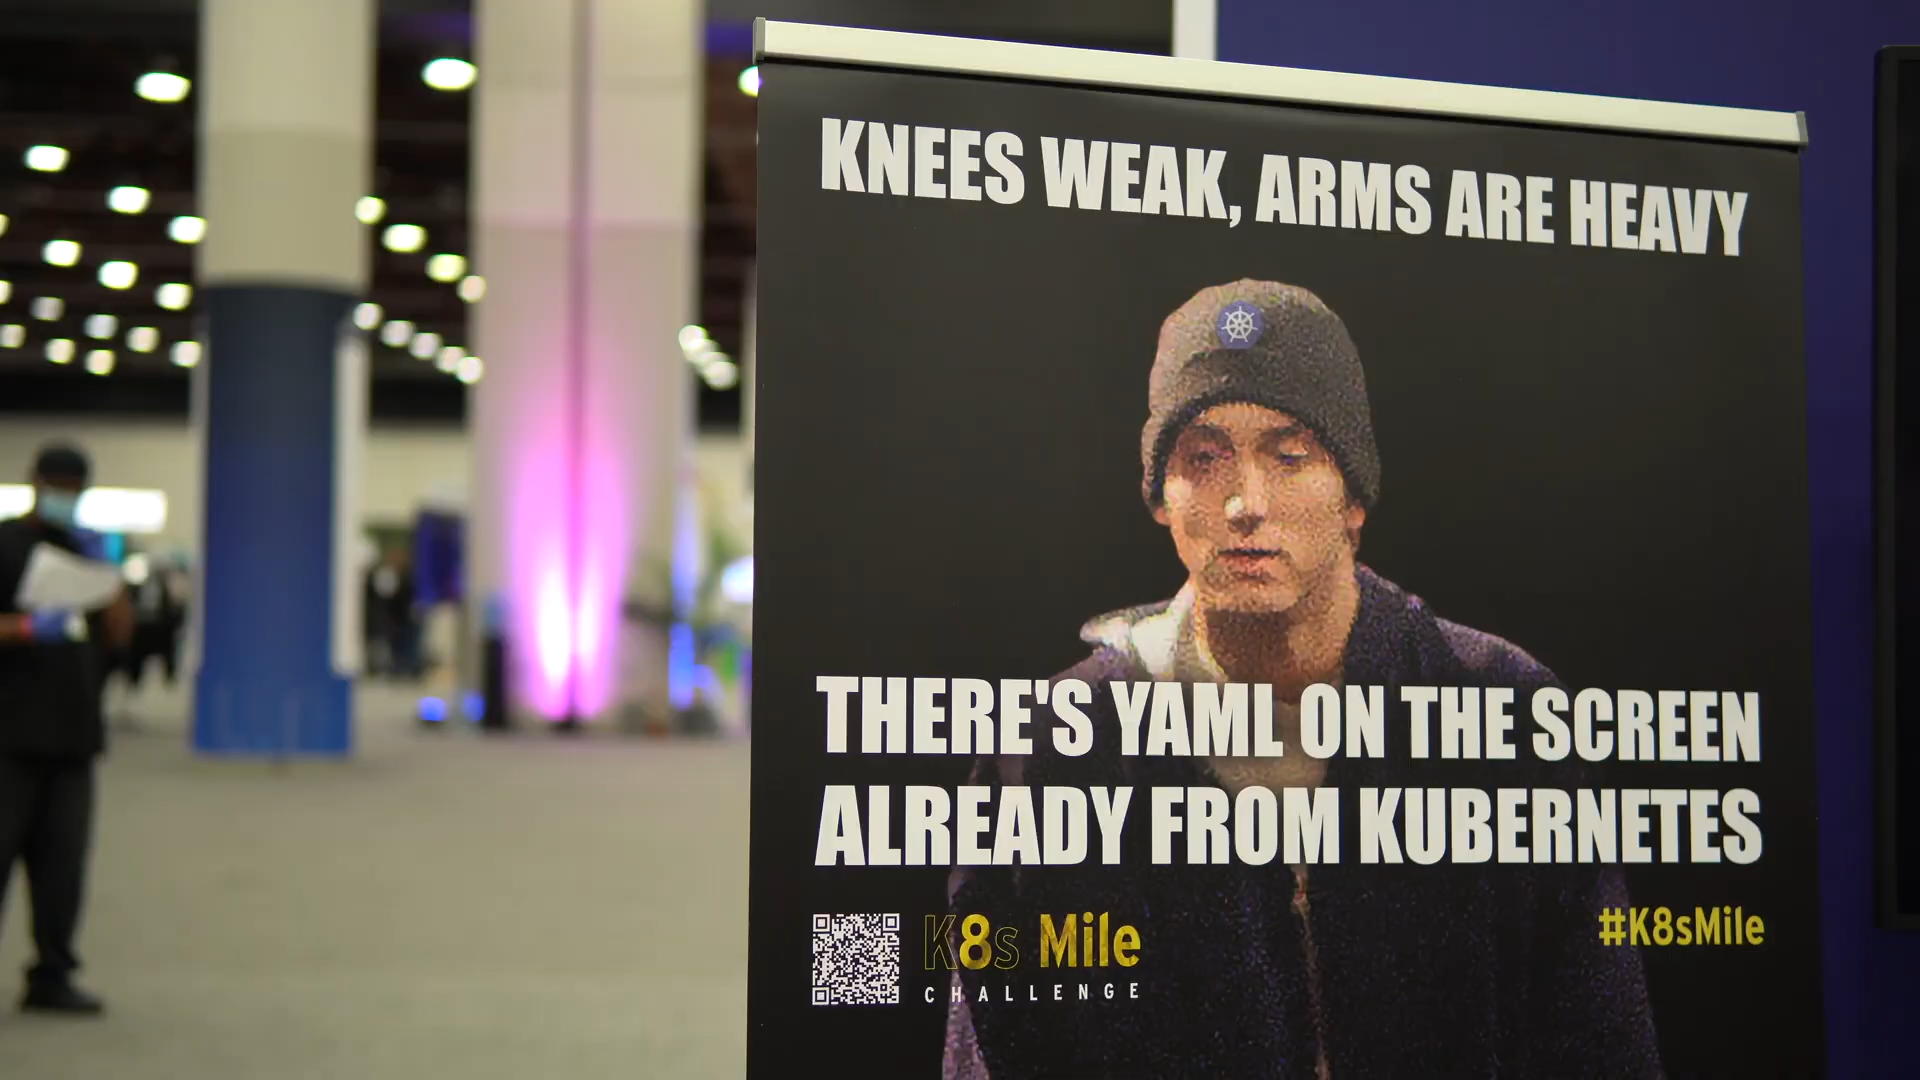 KNEES WEAK, ARMS ARE HEAVY
THERE'S YAML ON THE SCREEN
ALREADY FROM KUBERNETES
K8s Mile
CHALLENGE
#K8sMile